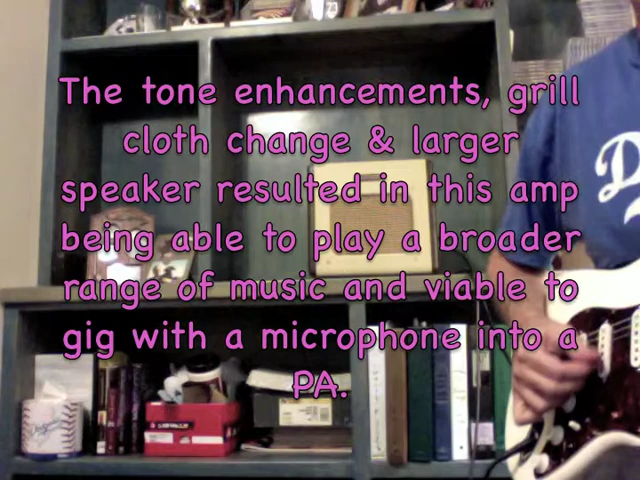 The tone enhancements, grill
cloth change & larger
speaker resulted in this amp
being able to play a broader
range of music and viable to
gig with a microphone into a
PA.